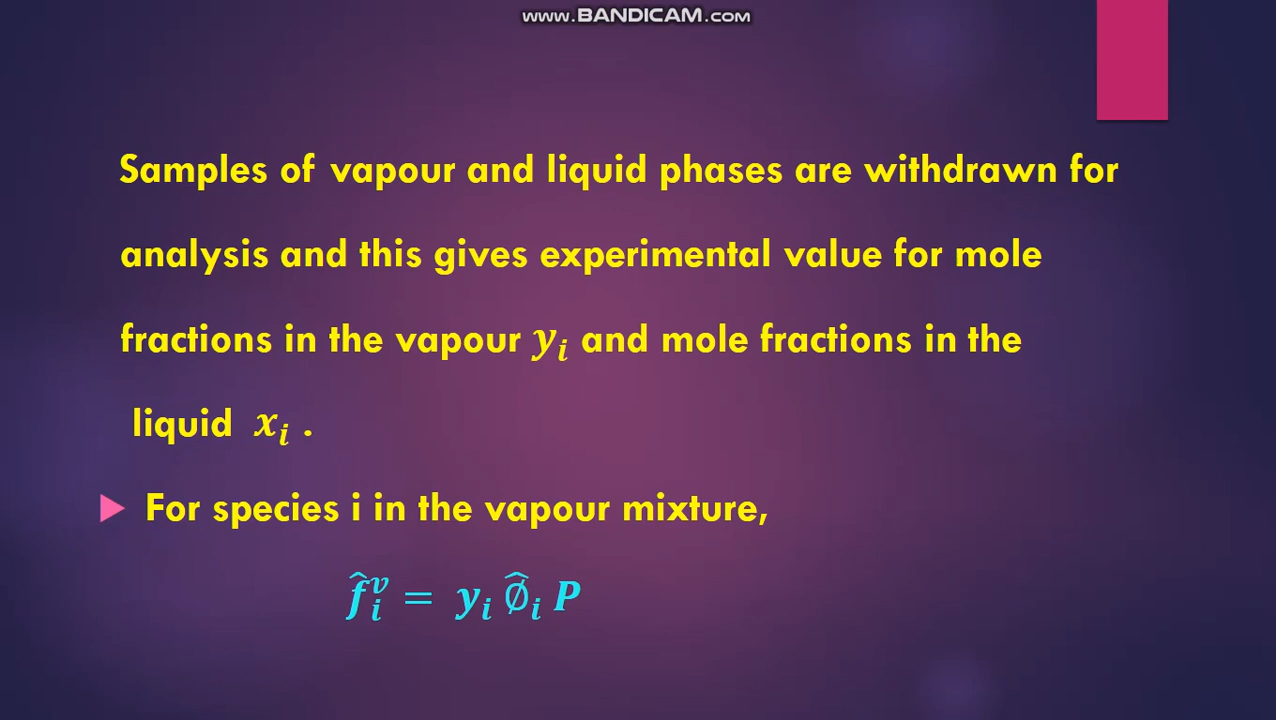 www.BANDICAM.com
Samples of vapour and liquid phases are withdrawn for
analysis and this gives experimental value for mole
fractions in the vapour yᵢ and mole fractions in the
liquid xᵢ .
For species i in the vapour mixture,
f̂ᵢᵛ = yᵢ ∅̂ᵢ P